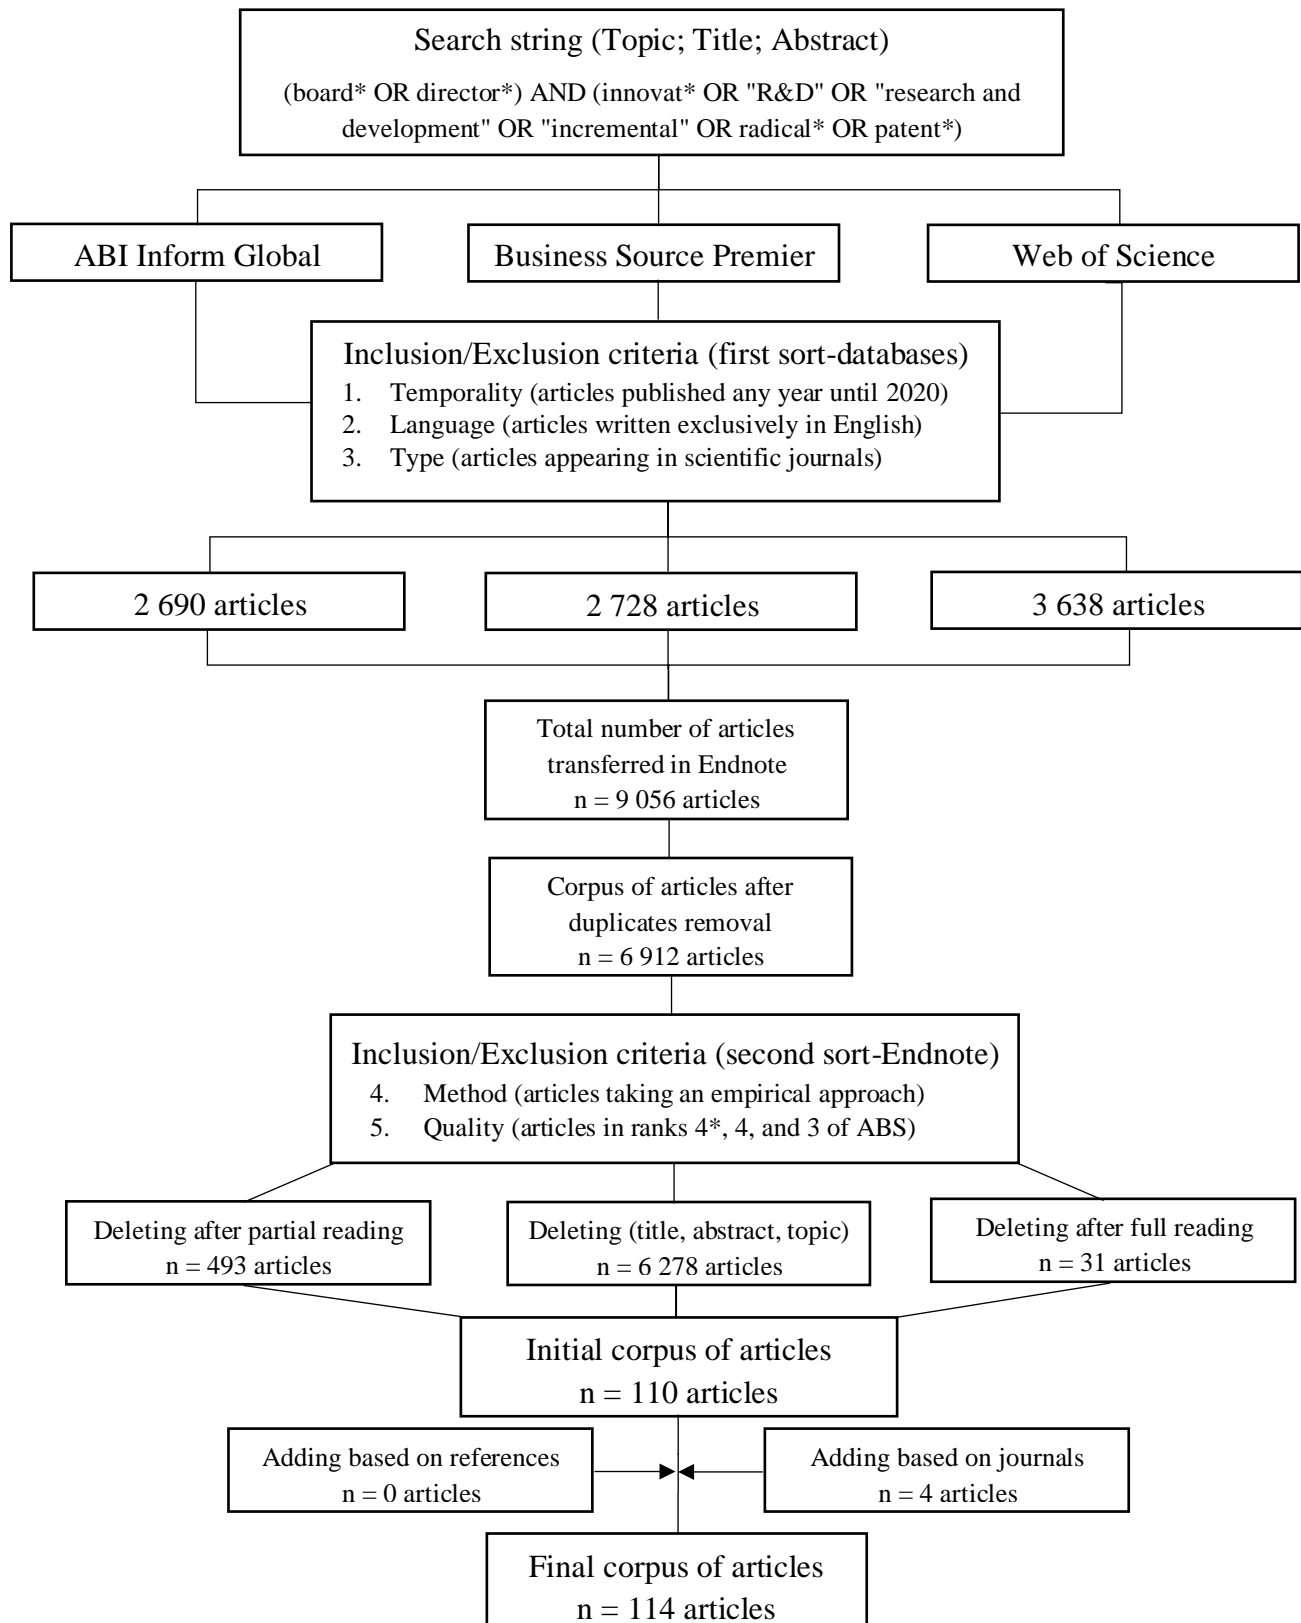 Search string (Topic; Title; Abstract)
(board* OR director*) AND (innovat* OR "R&D" OR "research and
development" OR "incremental" OR radical* OR patent*)
ABI Inform Global
Business Source Premier
Web of Science
Inclusion/Exclusion criteria (first sort-databases)
1. Temporality (articles published any year until 2020)
2. Language (articles written exclusively in English)
3. Type (articles appearing in scientific journals)
2 690 articles
2 728 articles
3 638 articles
Total number of articles
transferred in Endnote
n = 9 056 articles
Corpus of articles after
duplicates removal
n = 6 912 articles
Inclusion/Exclusion criteria (second sort-Endnote)
4. Method (articles taking an empirical approach)
5. Quality (articles in ranks 4*, 4, and 3 of ABS)
Deleting after partial reading
n = 493 articles
Deleting (title, abstract, topic)
n = 6 278 articles
Deleting after full reading
n = 31 articles
Initial corpus of articles
n = 110 articles
Adding based on references
n = 0 articles
Adding based on journals
n = 4 articles
Final corpus of articles
n = 114 articles